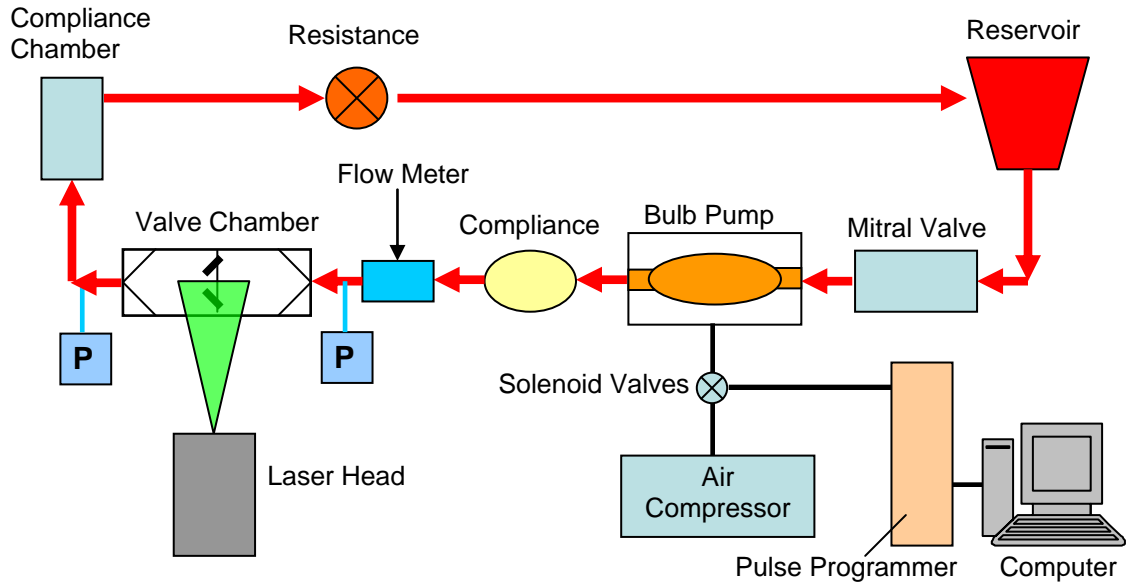 Compliance
Chamber
Resistance
Reservoir
Flow Meter
Valve Chamber
Compliance
Bulb Pump
Mitral Valve
P
P
Solenoid Valves
Laser Head
Air
Compressor
Pulse Programmer
Computer